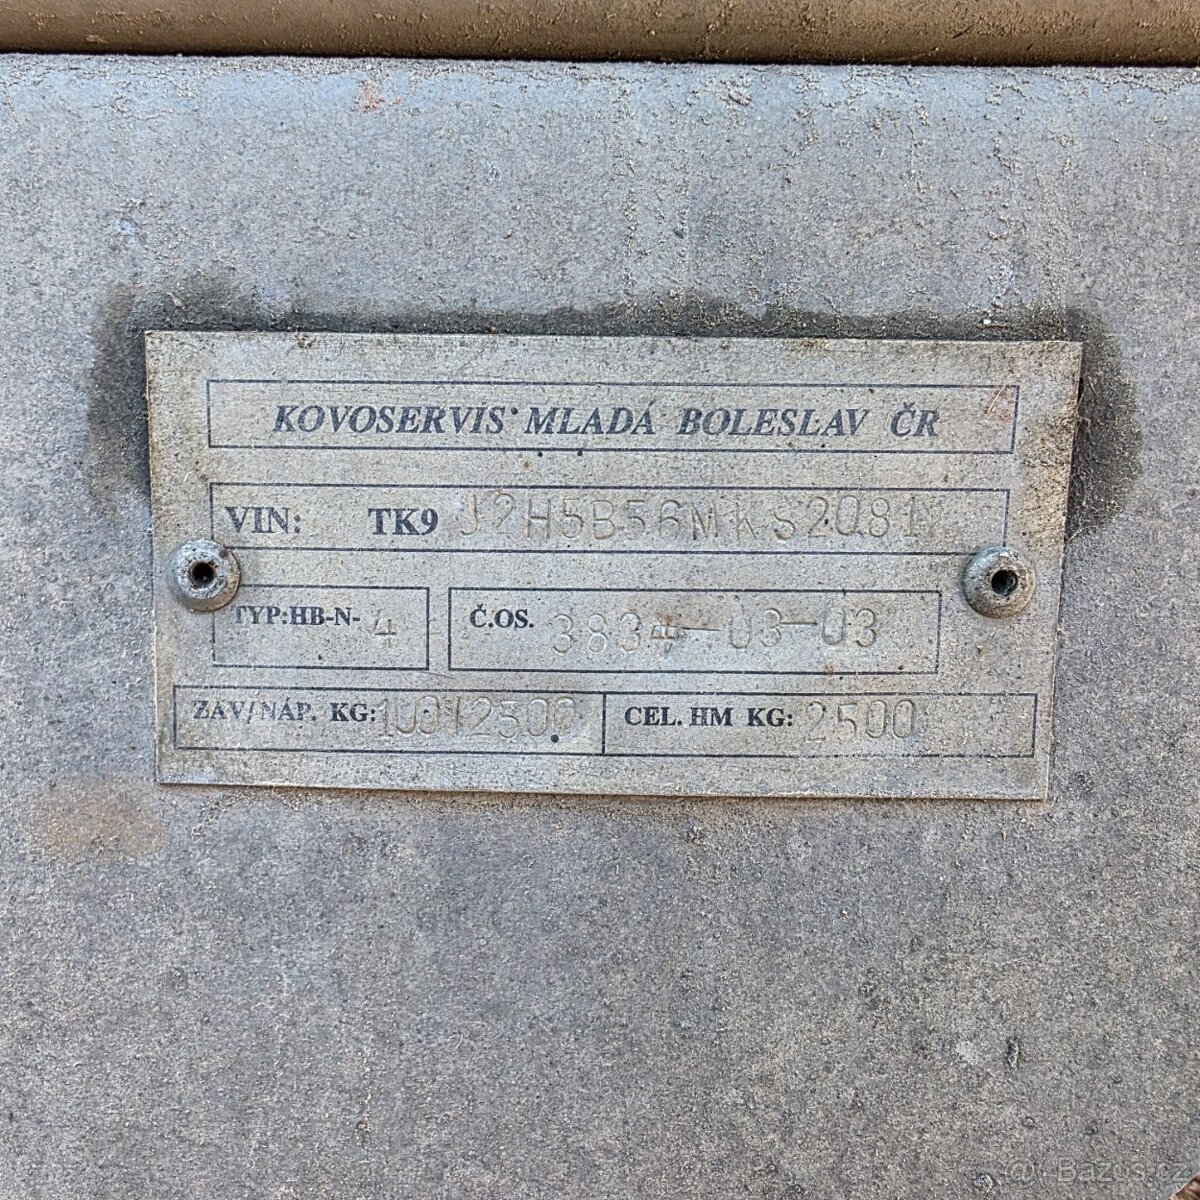 KOVOSERVIS MLADÁ BOLESLAV ČR
VIN: TK9 J2H5B56MKS2081
TYP:HB-N-4 Č.OS. 3834-03-03
ZAV/NÁP. KG: 100/2500 CEL. HM KG: 2500
Bazos.cz